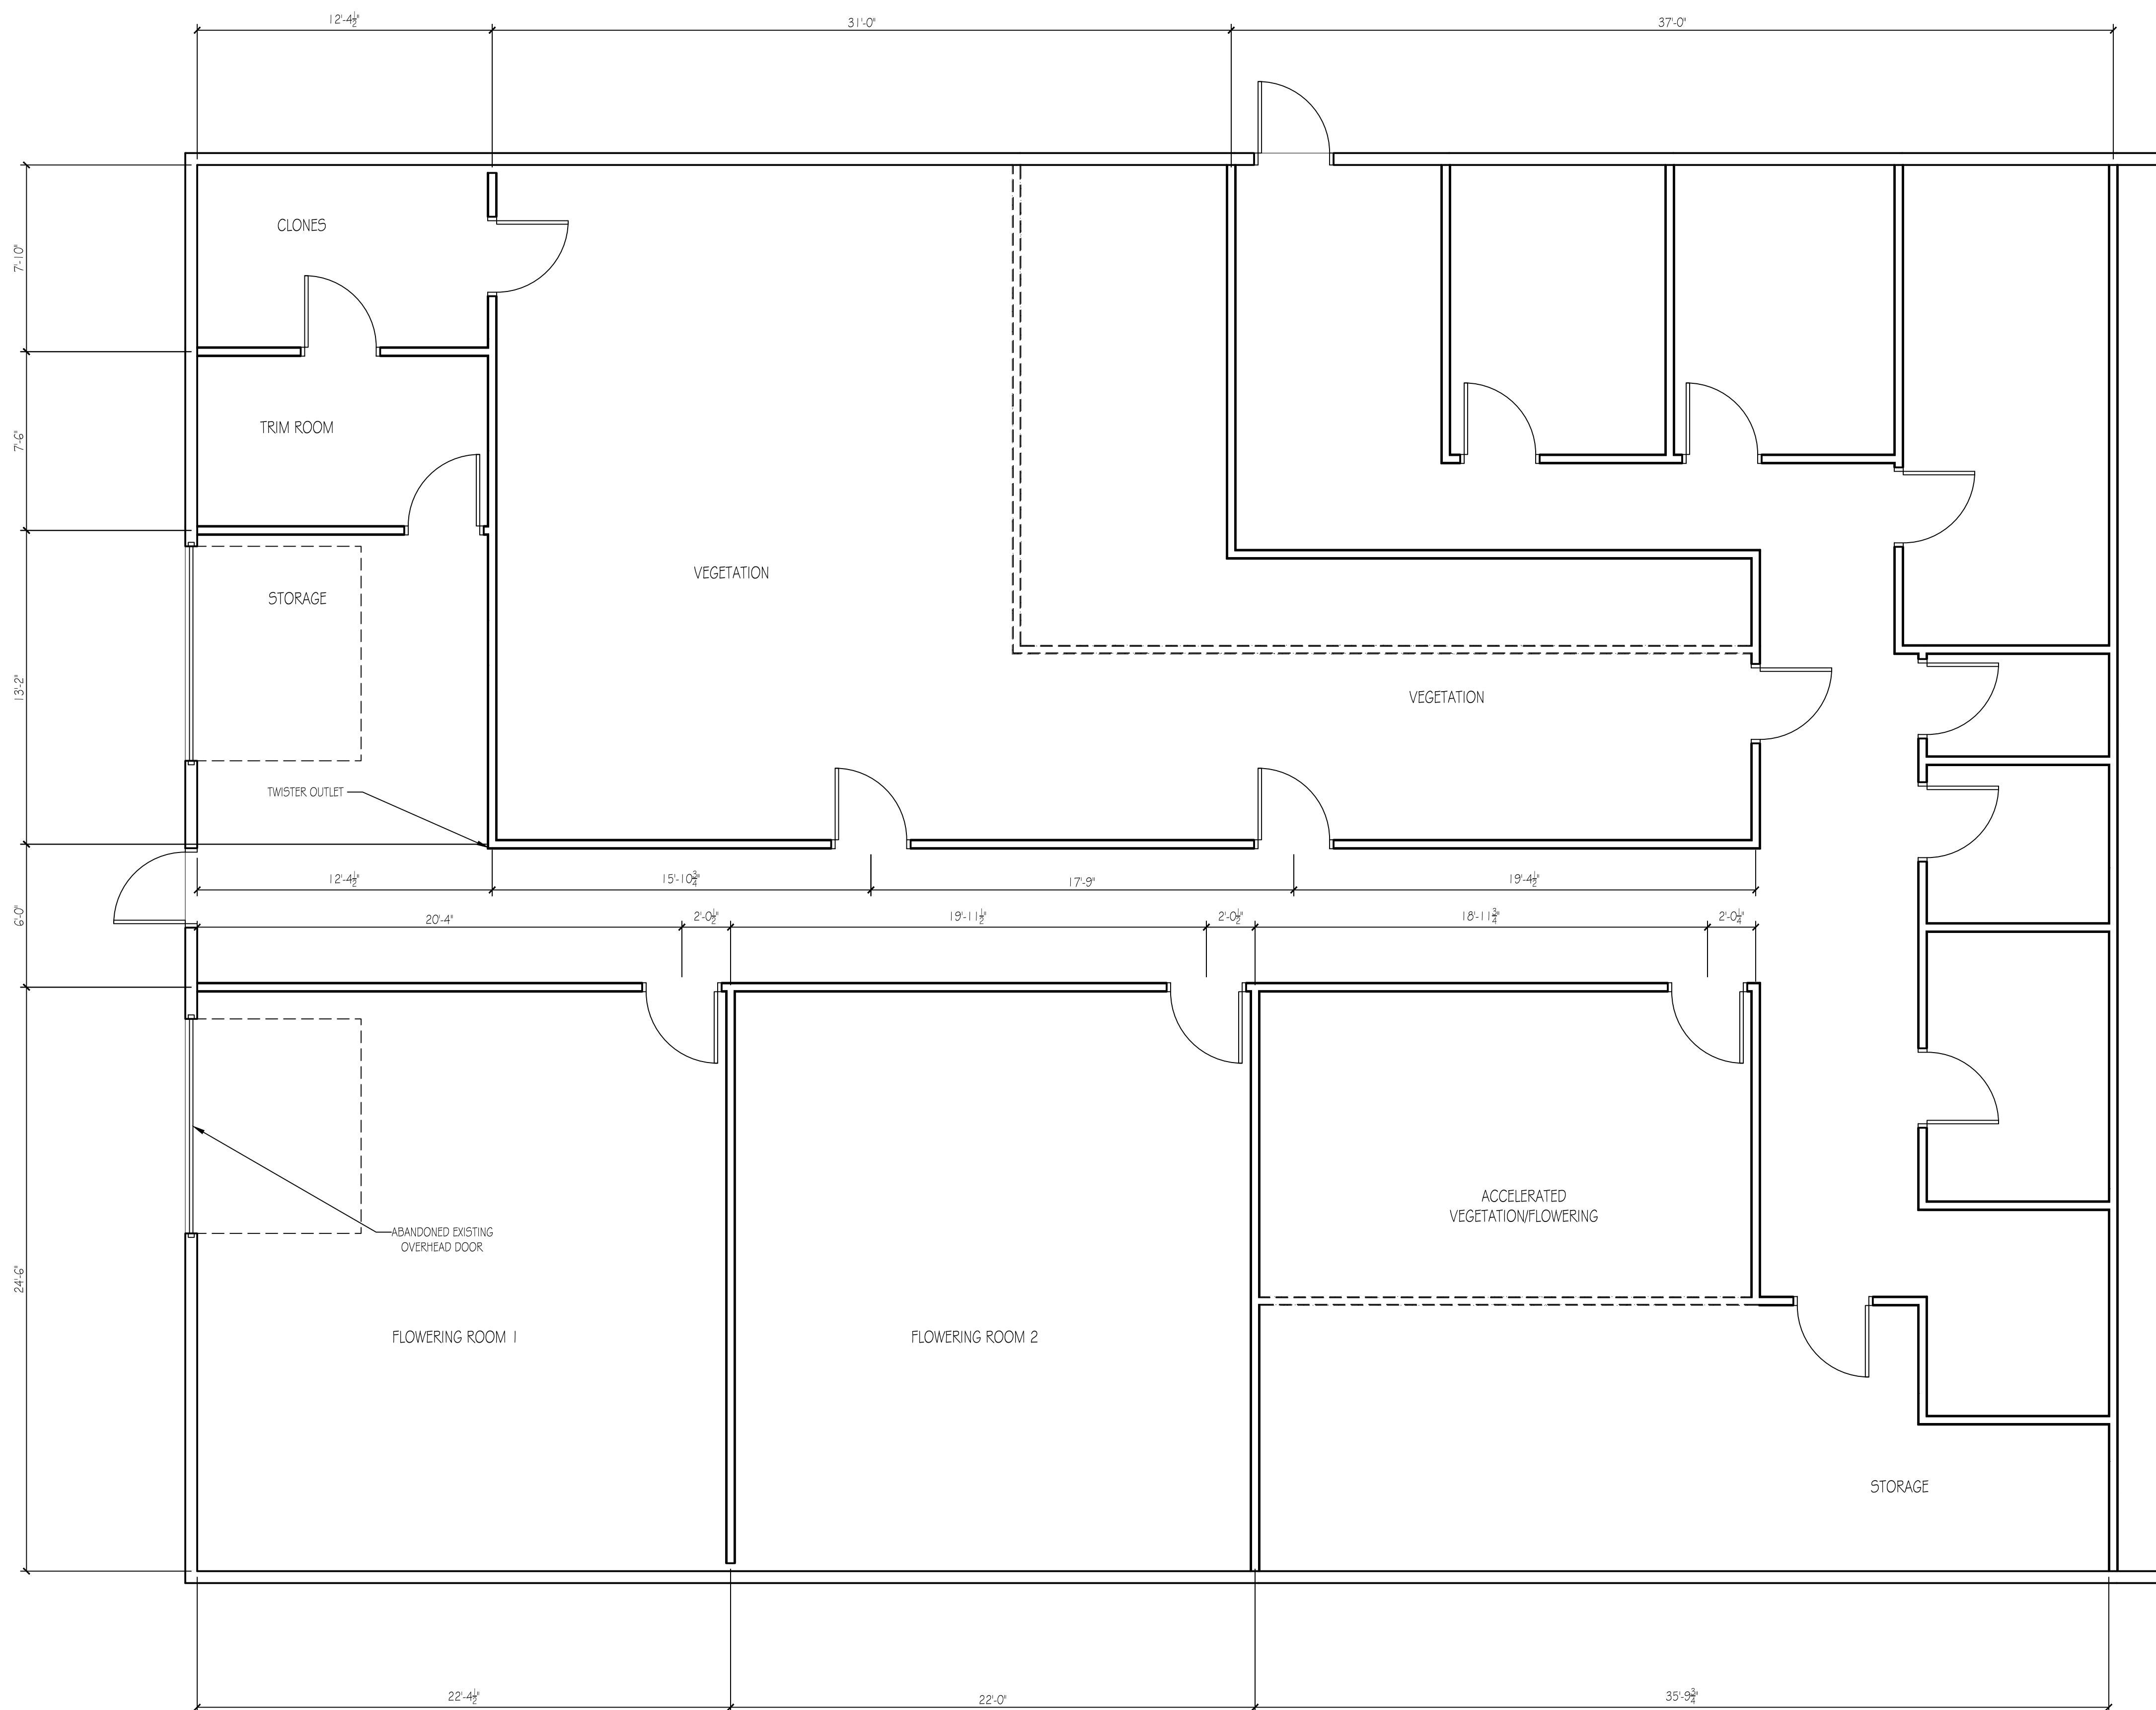 12'-4½"
31'-0"
37'-0"
7'-10"
CLONES
7'-6"
TRIM ROOM
VEGETATION
STORAGE
13'-2"
VEGETATION
TWISTER OUTLET
12'-4½"
15'-10¾"
17'-9"
19'-4½"
6'-0"
20'-4"
2'-0½"
19'-11½"
2'-0½"
18'-11¾"
2'-0¼"
ACCELERATED
VEGETATION/FLOWERING
ABANDONED EXISTING
OVERHEAD DOOR
24'-6"
FLOWERING ROOM 1
FLOWERING ROOM 2
STORAGE
22'-4½"
22'-0"
35'-9¾"